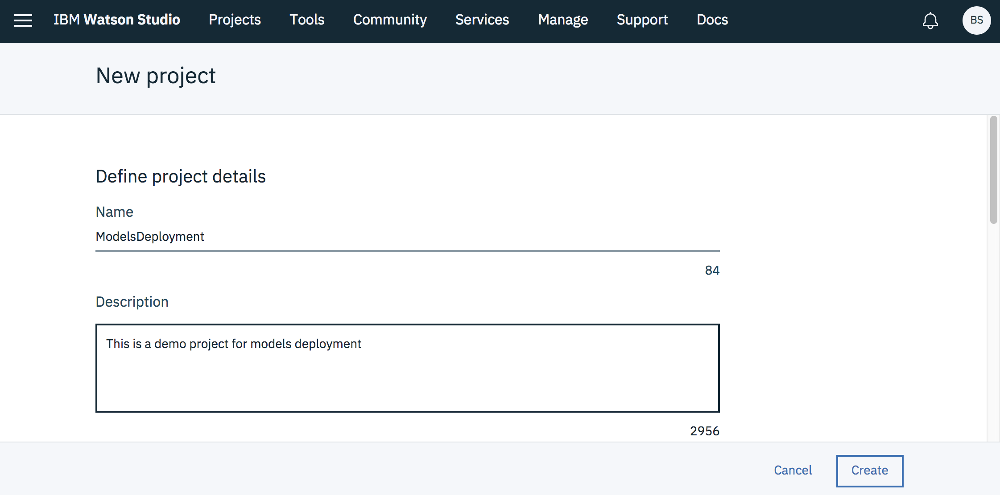 IBM Watson Studio Projects Tools Community Services Manage Support Docs BS
New project
Define project details
Name
ModelsDeployment
84
Description
This is a demo project for models deployment
2956
Cancel Create